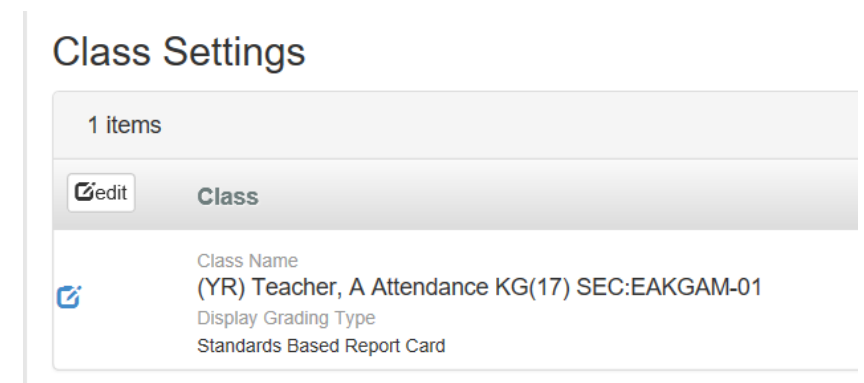 Class Settings
1 items
edit
Class
Class Name
(YR) Teacher, A Attendance KG(17) SEC:EAKGAM-01
Display Grading Type
Standards Based Report Card